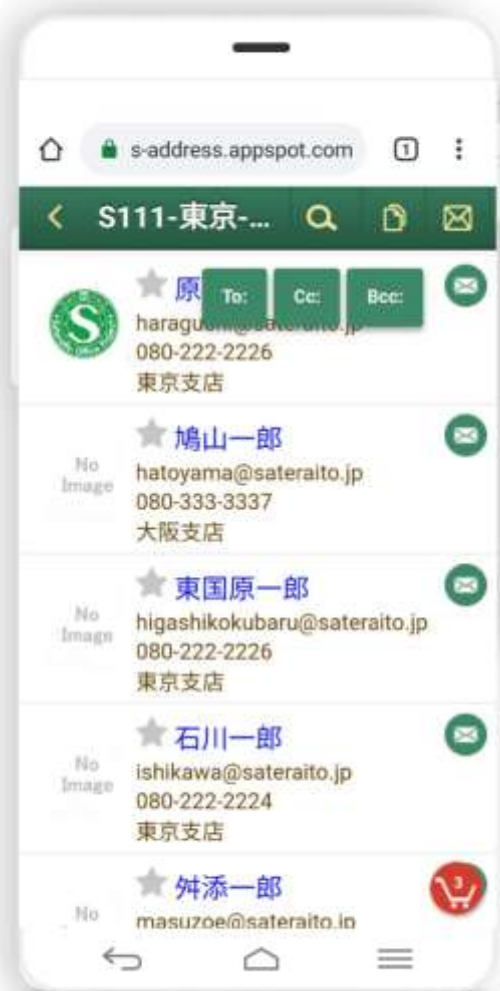 s-address.appspot.com
1
S111-東京-...
原
To:
Cc:
Bcc:
S
080-222-2226
東京支店
鳩山一郎
No
Image
hatoyama@sateraito.jp
080-333-3337
大阪支店
東国原一郎
No
Image
higashikokubaru@sateraito.jp
080-222-2226
東京支店
石川一郎
No
Image
ishikawa@sateraito.jp
080-222-2224
東京支店
舛添一郎
3
No
masuzoe@sateraito.jp